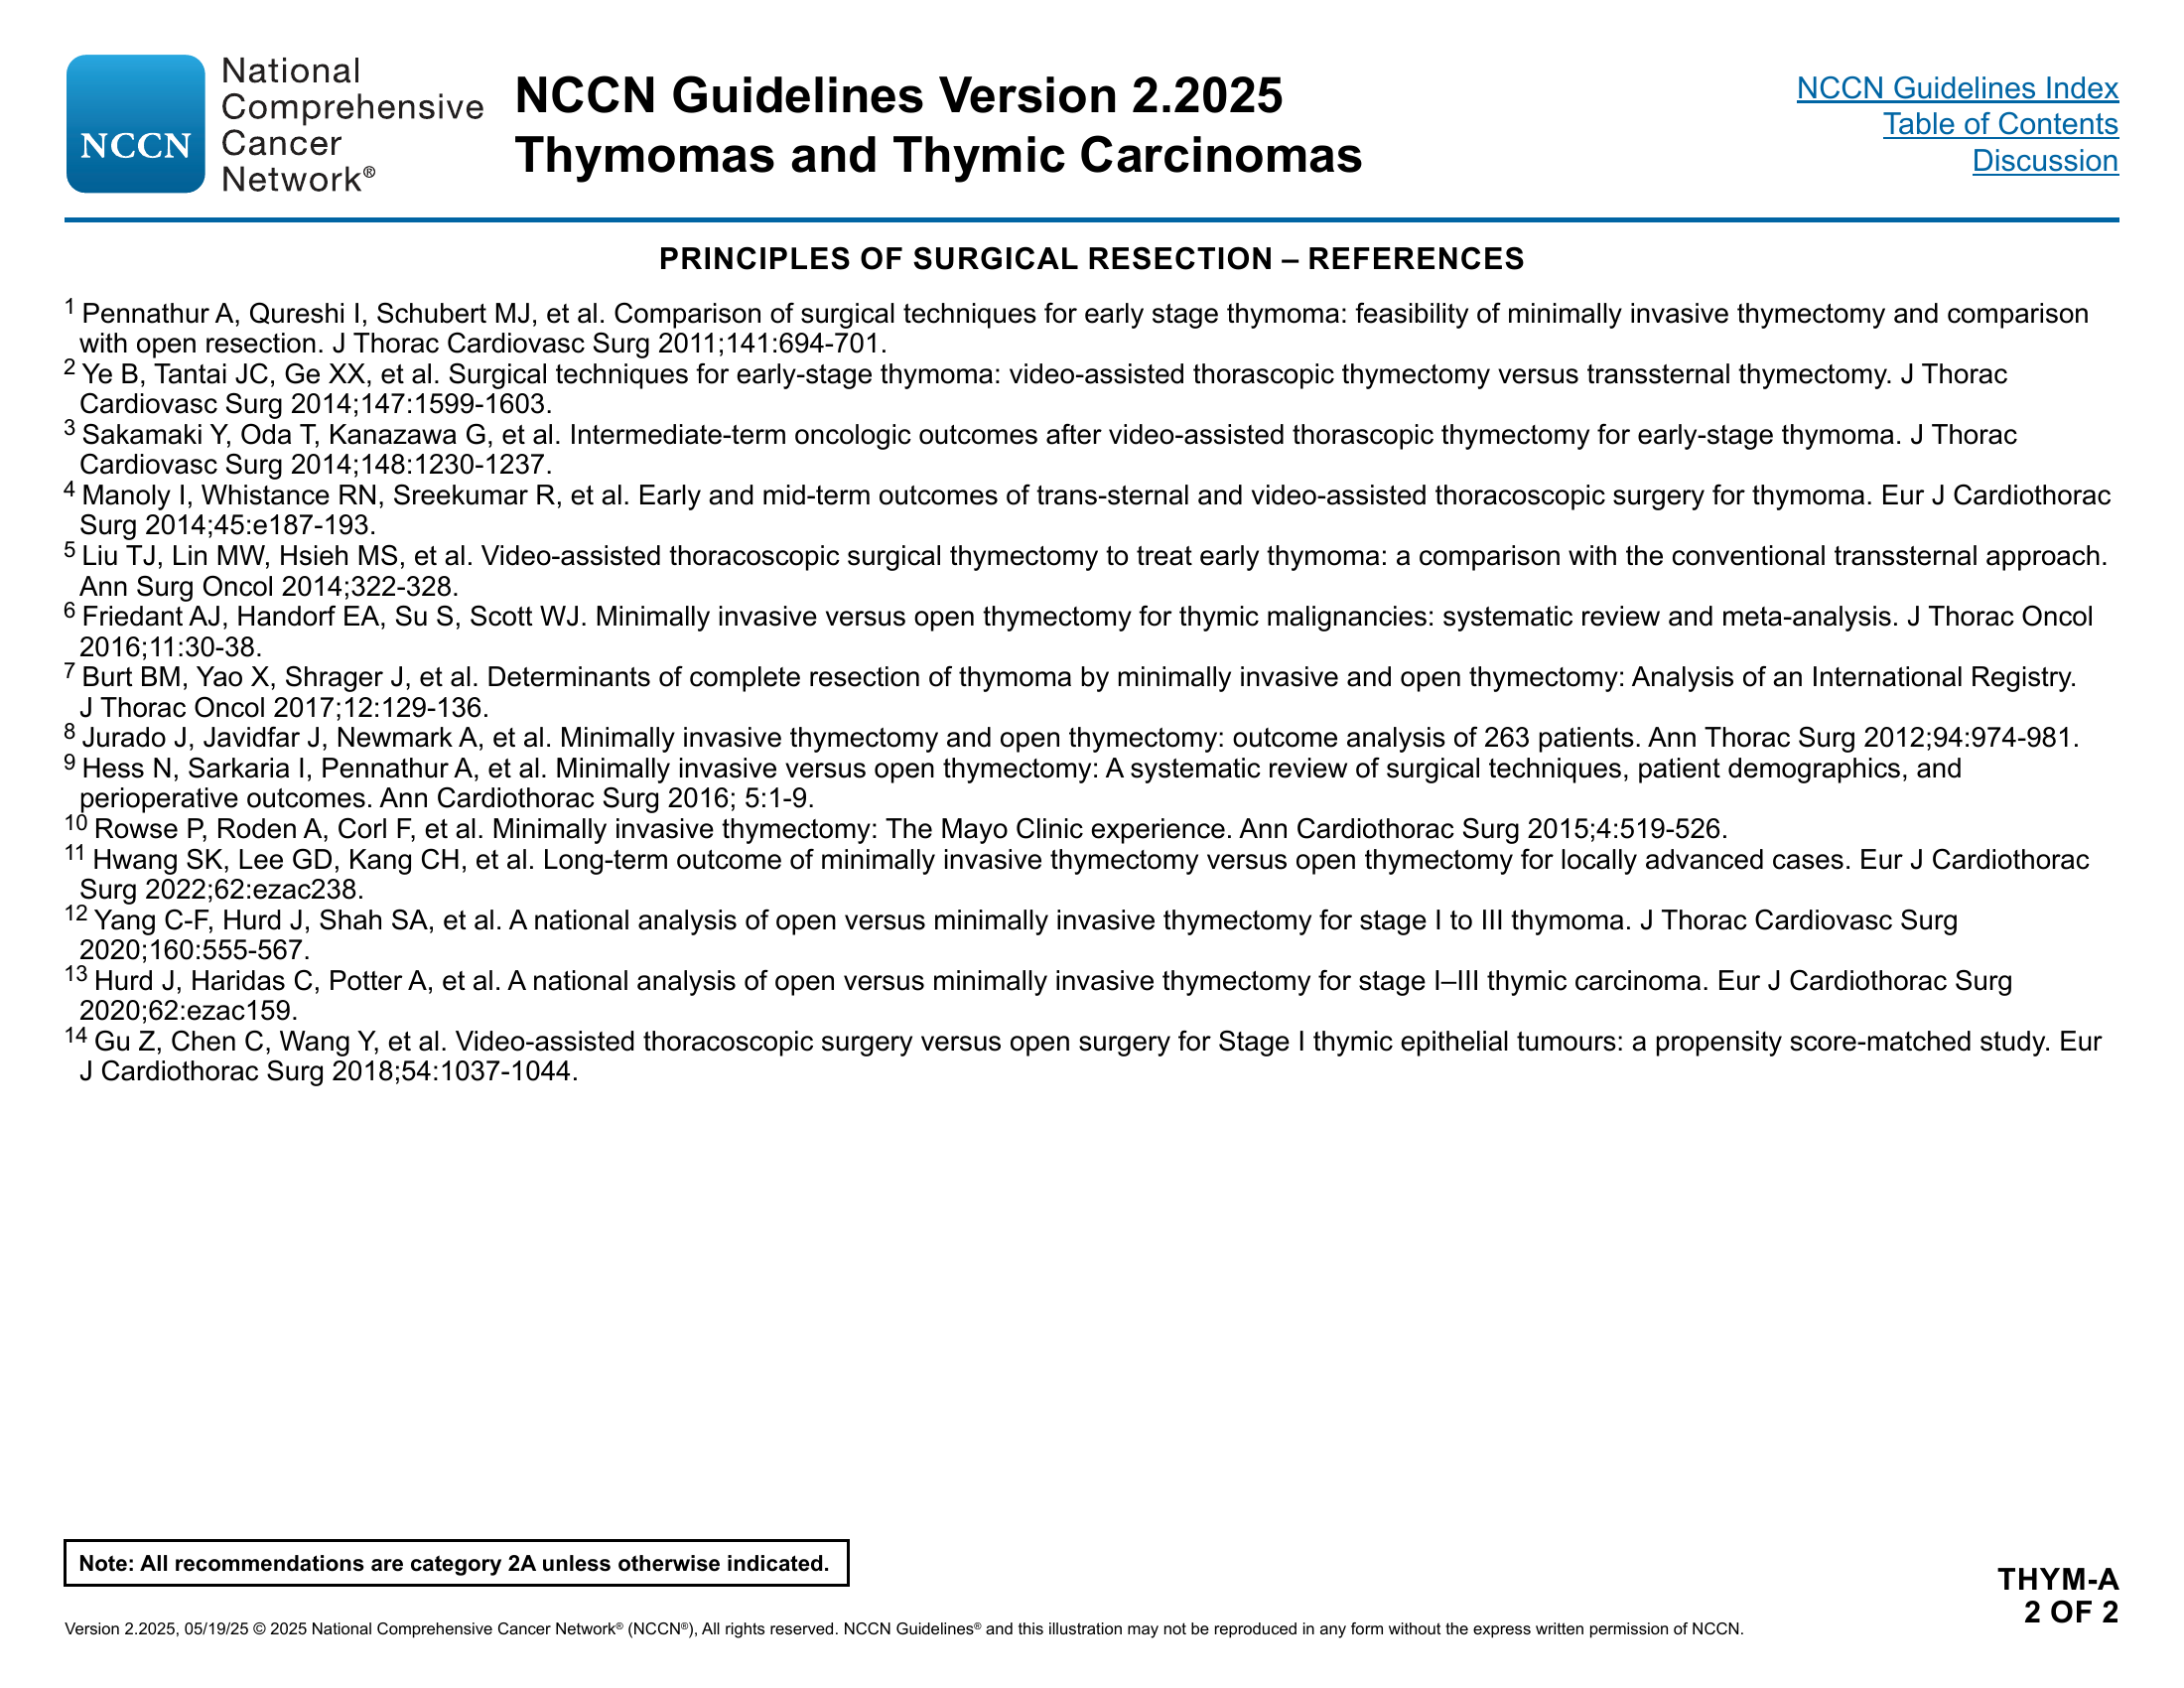 National
Comprehensive
Cancer
Network®
NCCN
NCCN Guidelines Version 2.2025
Thymomas and Thymic Carcinomas
NCCN Guidelines Index
Table of Contents
Discussion
PRINCIPLES OF SURGICAL RESECTION – REFERENCES
1 Pennathur A, Qureshi I, Schubert MJ, et al. Comparison of surgical techniques for early stage thymoma: feasibility of minimally invasive thymectomy and comparison
with open resection. J Thorac Cardiovasc Surg 2011;141:694-701.
2 Ye B, Tantai JC, Ge XX, et al. Surgical techniques for early-stage thymoma: video-assisted thorascopic thymectomy versus transsternal thymectomy. J Thorac
Cardiovasc Surg 2014;147:1599-1603.
3 Sakamaki Y, Oda T, Kanazawa G, et al. Intermediate-term oncologic outcomes after video-assisted thorascopic thymectomy for early-stage thymoma. J Thorac
Cardiovasc Surg 2014;148:1230-1237.
4 Manoly I, Whistance RN, Sreekumar R, et al. Early and mid-term outcomes of trans-sternal and video-assisted thoracoscopic surgery for thymoma. Eur J Cardiothorac
Surg 2014;45:e187-193.
5 Liu TJ, Lin MW, Hsieh MS, et al. Video-assisted thoracoscopic surgical thymectomy to treat early thymoma: a comparison with the conventional transsternal approach.
Ann Surg Oncol 2014;322-328.
6 Friedant AJ, Handorf EA, Su S, Scott WJ. Minimally invasive versus open thymectomy for thymic malignancies: systematic review and meta-analysis. J Thorac Oncol
2016;11:30-38.
7 Burt BM, Yao X, Shrager J, et al. Determinants of complete resection of thymoma by minimally invasive and open thymectomy: Analysis of an International Registry.
J Thorac Oncol 2017;12:129-136.
8 Jurado J, Javidfar J, Newmark A, et al. Minimally invasive thymectomy and open thymectomy: outcome analysis of 263 patients. Ann Thorac Surg 2012;94:974-981.
9 Hess N, Sarkaria I, Pennathur A, et al. Minimally invasive versus open thymectomy: A systematic review of surgical techniques, patient demographics, and
perioperative outcomes. Ann Cardiothorac Surg 2016; 5:1-9.
10 Rowse P, Roden A, Corl F, et al. Minimally invasive thymectomy: The Mayo Clinic experience. Ann Cardiothorac Surg 2015;4:519-526.
11 Hwang SK, Lee GD, Kang CH, et al. Long-term outcome of minimally invasive thymectomy versus open thymectomy for locally advanced cases. Eur J Cardiothorac
Surg 2022;62:ezac238.
12 Yang C-F, Hurd J, Shah SA, et al. A national analysis of open versus minimally invasive thymectomy for stage I to III thymoma. J Thorac Cardiovasc Surg
2020;160:555-567.
13 Hurd J, Haridas C, Potter A, et al. A national analysis of open versus minimally invasive thymectomy for stage I–III thymic carcinoma. Eur J Cardiothorac Surg
2020;62:ezac159.
14 Gu Z, Chen C, Wang Y, et al. Video-assisted thoracoscopic surgery versus open surgery for Stage I thymic epithelial tumours: a propensity score-matched study. Eur
J Cardiothorac Surg 2018;54:1037-1044.
Note: All recommendations are category 2A unless otherwise indicated.
THYM-A
2 OF 2
Version 2.2025, 05/19/25 © 2025 National Comprehensive Cancer Network® (NCCN®), All rights reserved. NCCN Guidelines® and this illustration may not be reproduced in any form without the express written permission of NCCN.